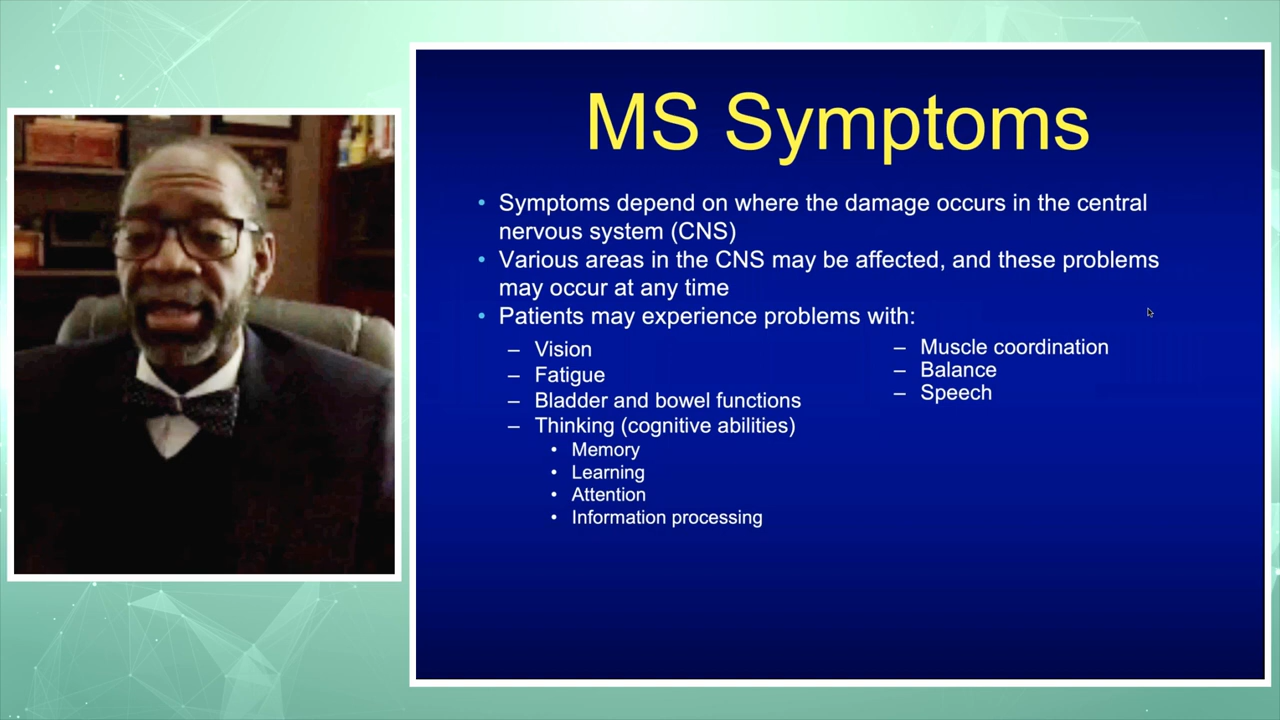 MS Symptoms
• Symptoms depend on where the damage occurs in the central
nervous system (CNS)
• Various areas in the CNS may be affected, and these problems
may occur at any time
• Patients may experience problems with:
– Vision
– Fatigue
– Bladder and bowel functions
– Thinking (cognitive abilities)
• Memory
• Learning
• Attention
• Information processing
– Muscle coordination
– Balance
– Speech